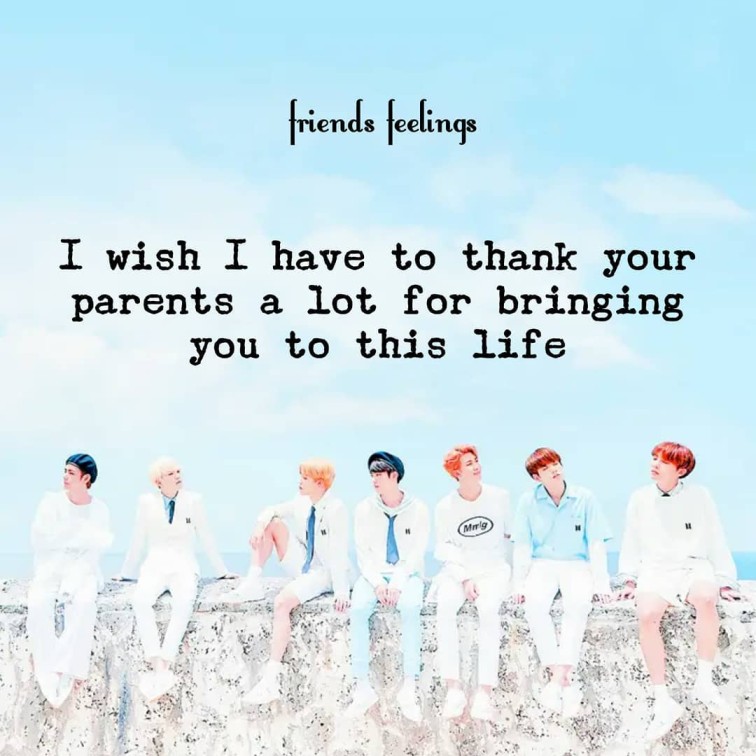 friends feelings
I wish I have to thank your
parents a lot for bringing
you to this life